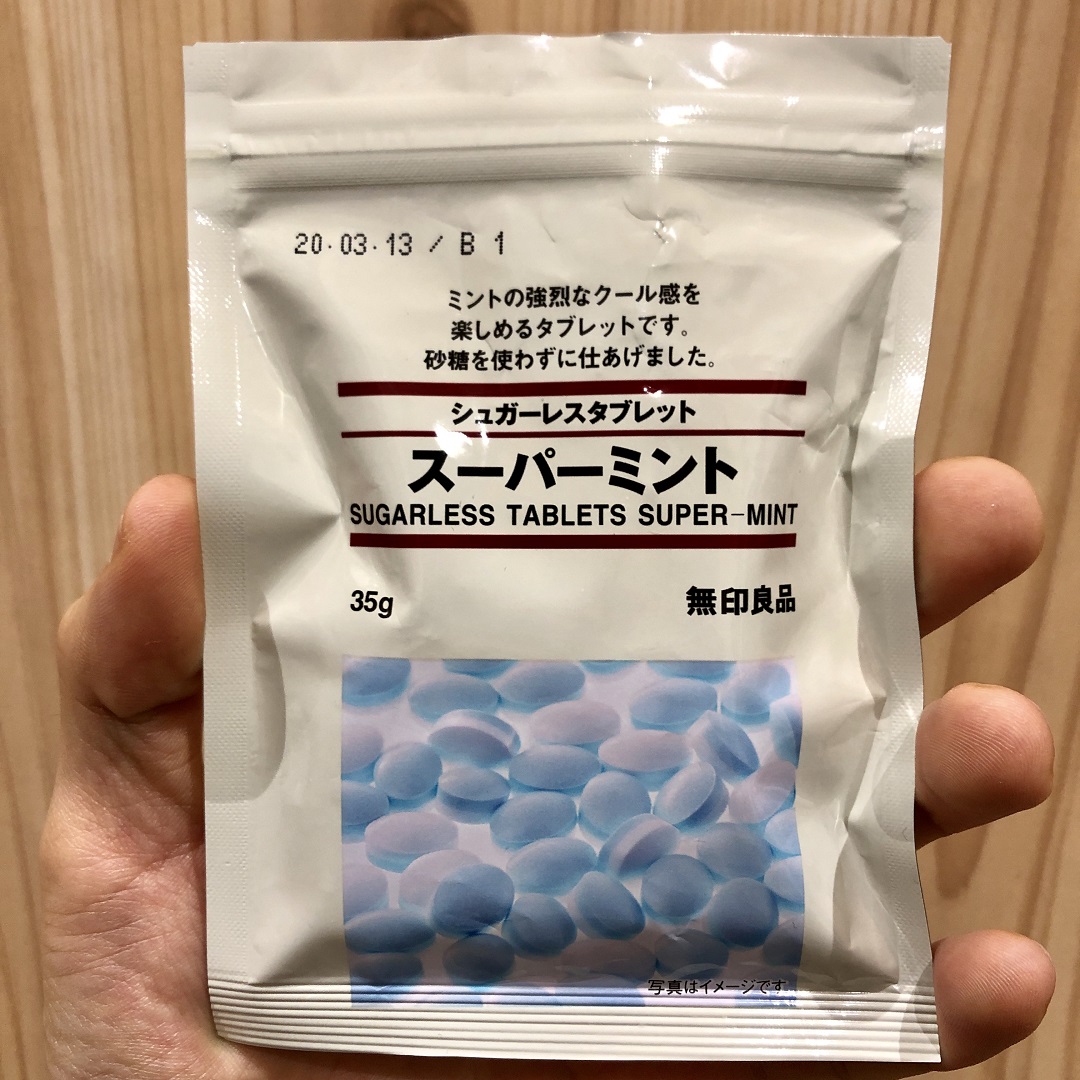 20.03.13 / B 1
ミントの強烈なクール感を
楽しめるタブレットです。
砂糖を使わずに仕あげました。
シュガーレスタブレット
スーパーミント
SUGARLESS TABLETS SUPER-MINT
35g 無印良品
写真はイメージです